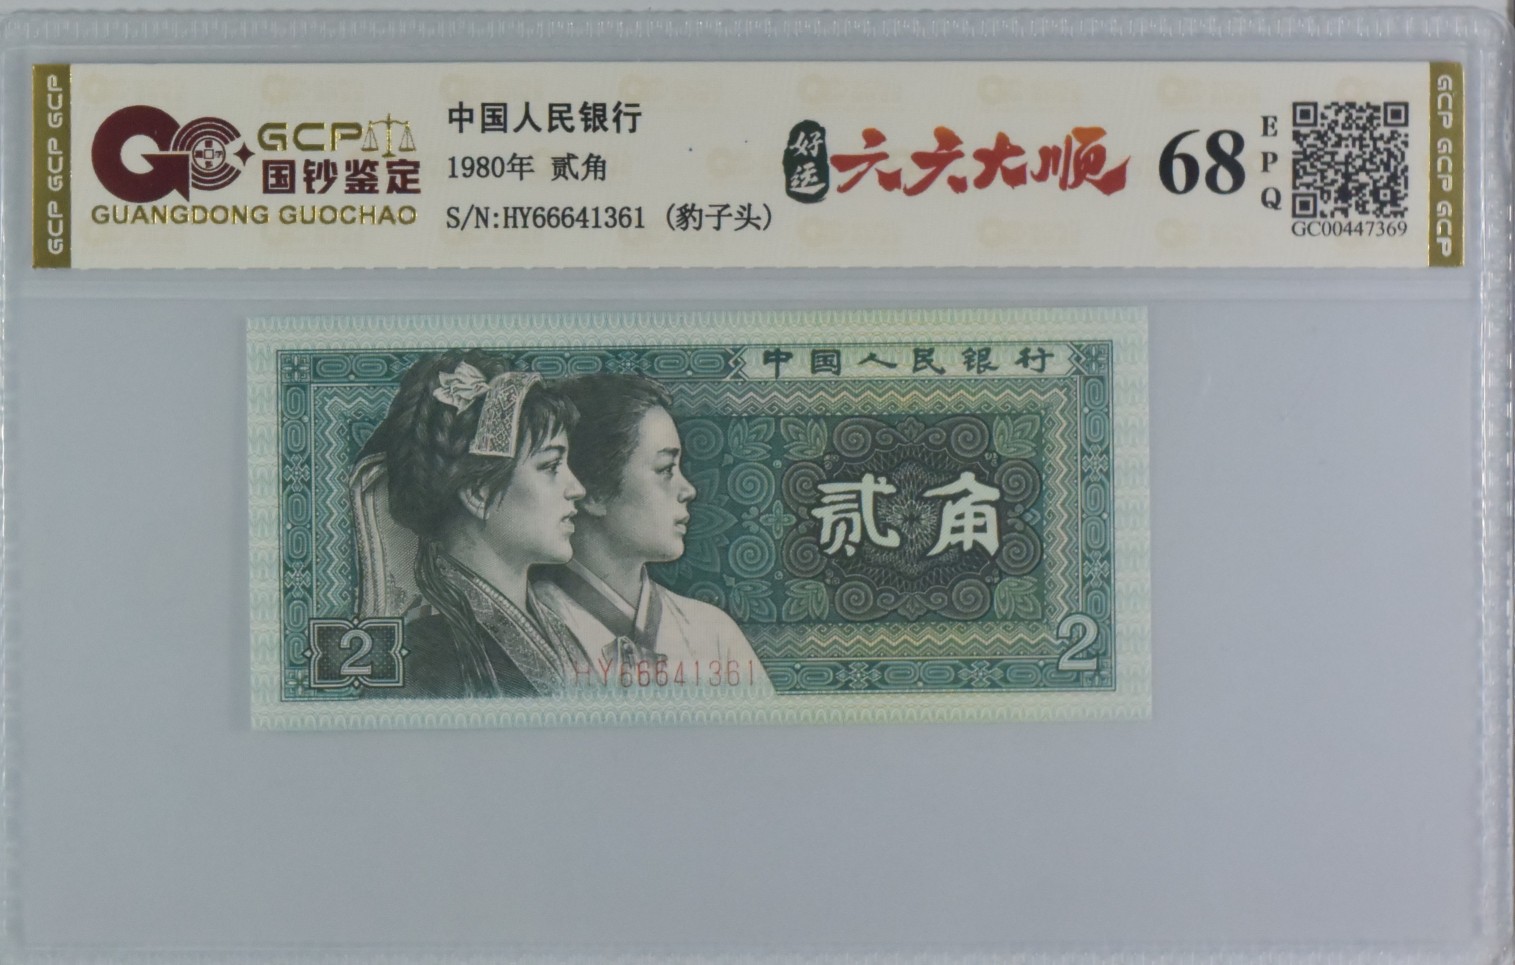 GCP GCP GCP
GCP
国钞鉴定
GUANGDONG GUOCHAO
中国人民银行
1980年 贰角
S/N:HY66641361 (豹子头)
好运
六六大顺
68
EPQ
GC00447369
GCP GCP GCP
中国人民银行
贰角
2
2
HY66641361